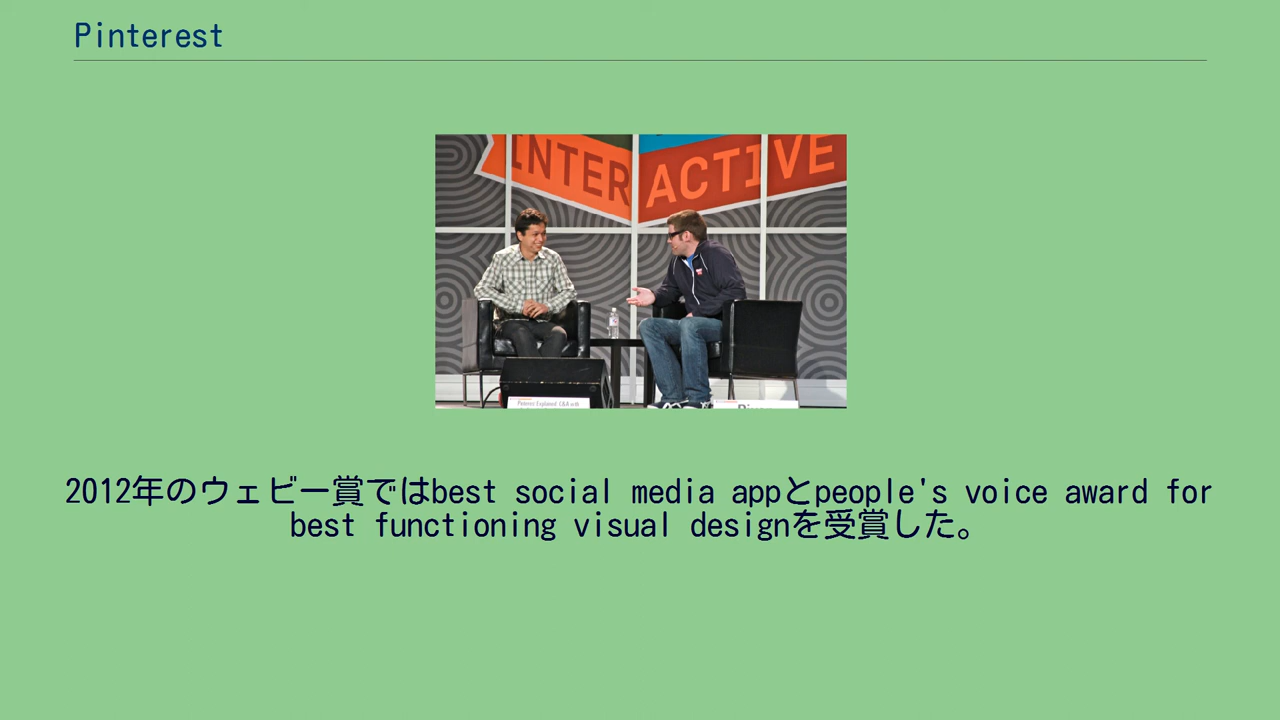 Pinterest
INTERACTIVE
2012年のウェビー賞ではbest social media appとpeople's voice award for
best functioning visual designを受賞した。